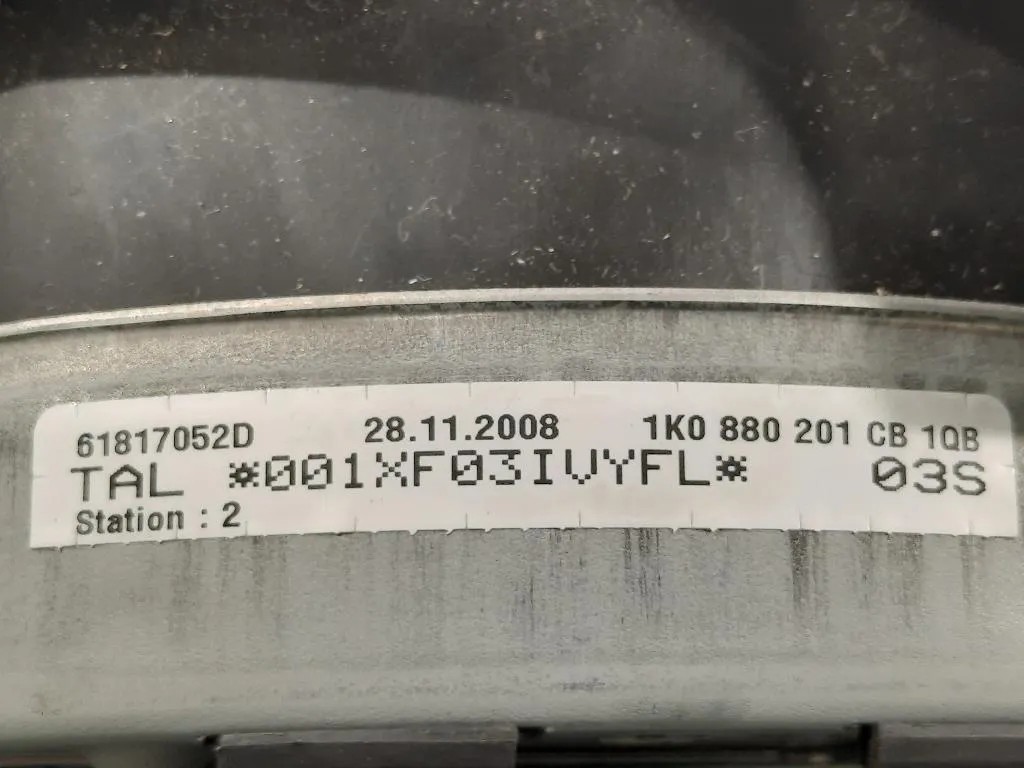 61817052D 28.11.2008 1K0 880 201 CB 1QB
TAL *001XF03IVYFL* 03S
Station : 2